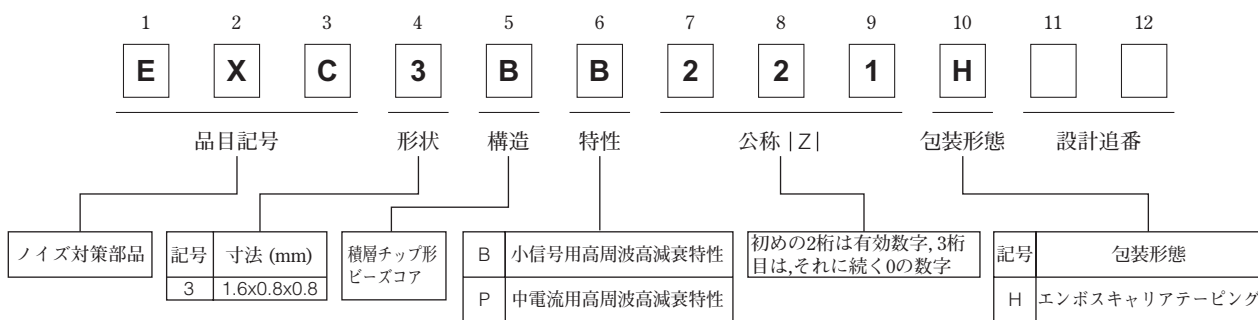 1 2 3 4 5 6 7 8 9 10 11 12
E X C 3 B B 2 2 1 H
品目記号 形状 構造 特性 公称 |Z| 包装形態 設計追番
ノイズ対策部品
記号 寸法 (mm)
3 1.6x0.8x0.8
積層チップ形
ビーズコア
B 小信号用高周波高減衰特性
P 中電流用高周波高減衰特性
初めの2桁は有効数字, 3桁
目は,それに続く0の数字
記号 包装形態
H エンボスキャリアテーピング